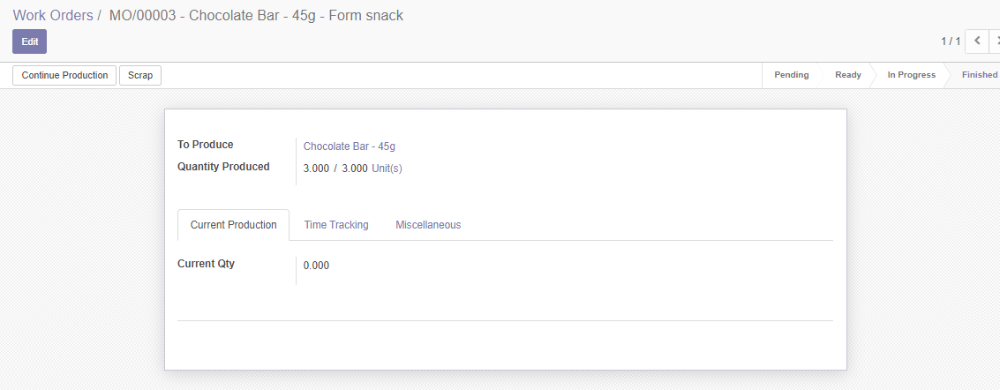 Work Orders / MO/00003 - Chocolate Bar - 45g - Form snack
Edit
1 / 1
Continue Production Scrap Pending Ready In Progress Finished
To Produce Chocolate Bar - 45g
Quantity Produced 3.000 / 3.000 Unit(s)
Current Production Time Tracking Miscellaneous
Current Qty 0.000